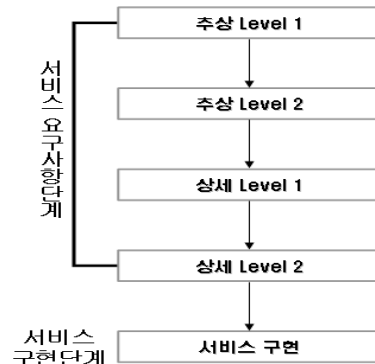 추상 Level 1
추상 Level 2
서비스 요구사항단계
상세 Level 1
상세 Level 2
서비스
구현단계
서비스 구현